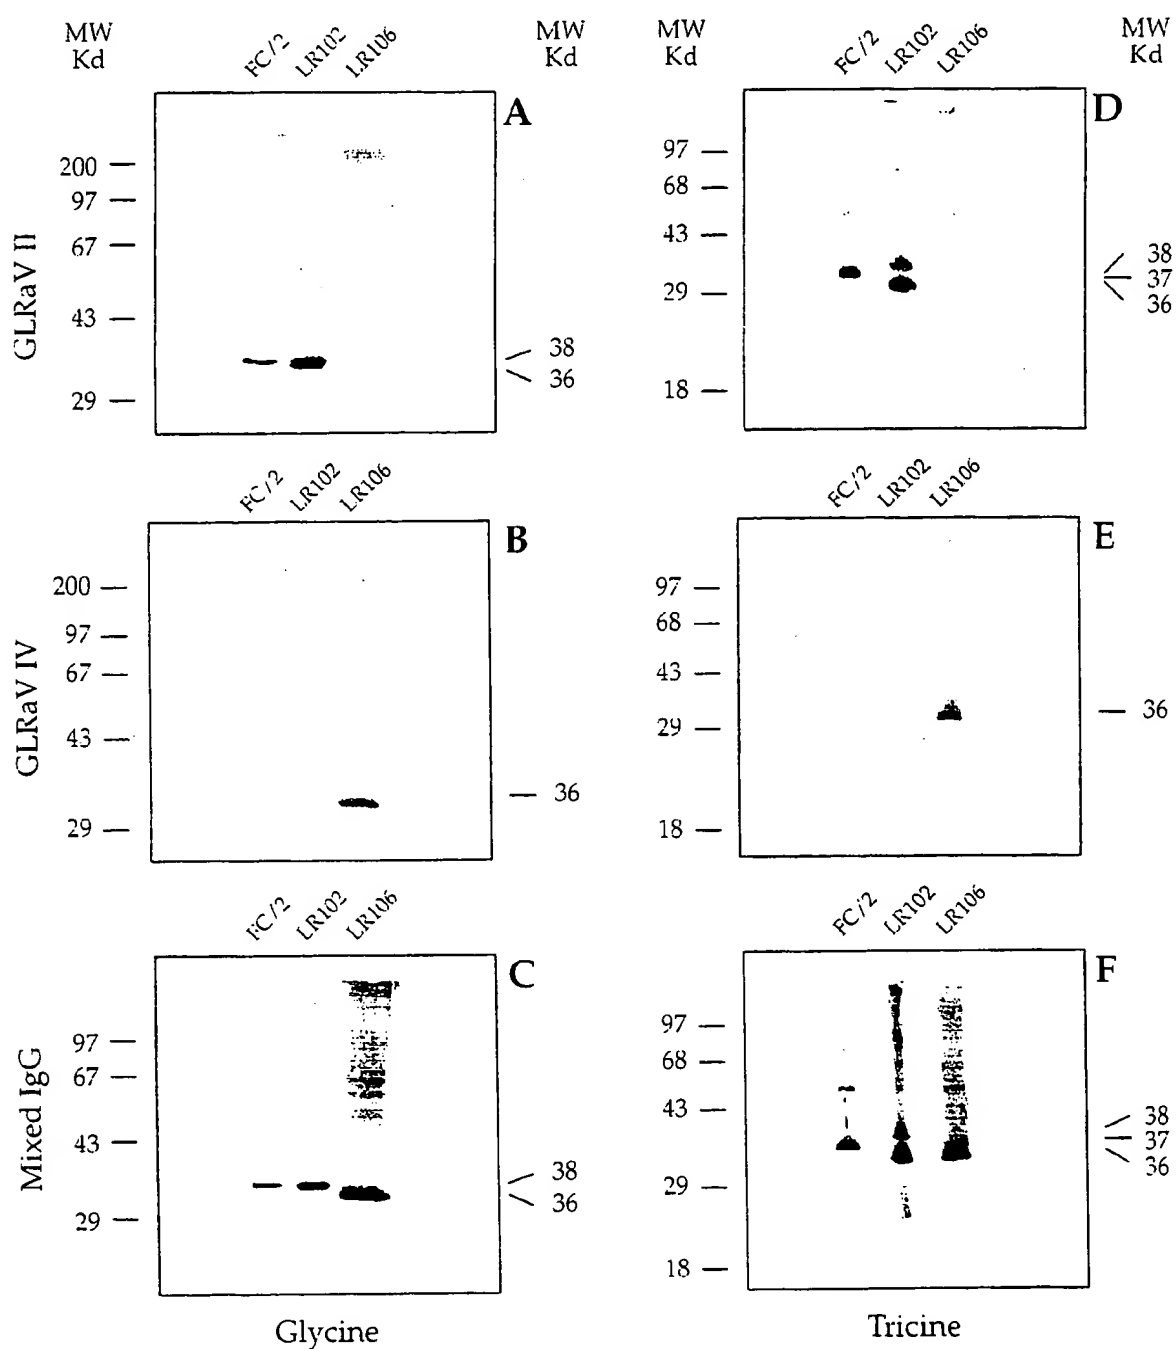 MW
Kd
FC/2
LR102
LR106
MW
Kd
A
GLRaV II
200
97
67
43
29
38
36
MW
Kd
FC/2
LR102
LR106
MW
Kd
D
97
68
43
29
18
38
37
36
FC/2
LR102
LR106
B
GLRaV IV
200
97
67
43
29
36
FC/2
LR102
LR106
E
97
68
43
29
18
36
FC/2
LR102
LR106
C
Mixed IgG
97
67
43
29
38
36
Glycine
FC/2
LR102
LR106
F
97
68
43
29
18
38
37
36
Tricine